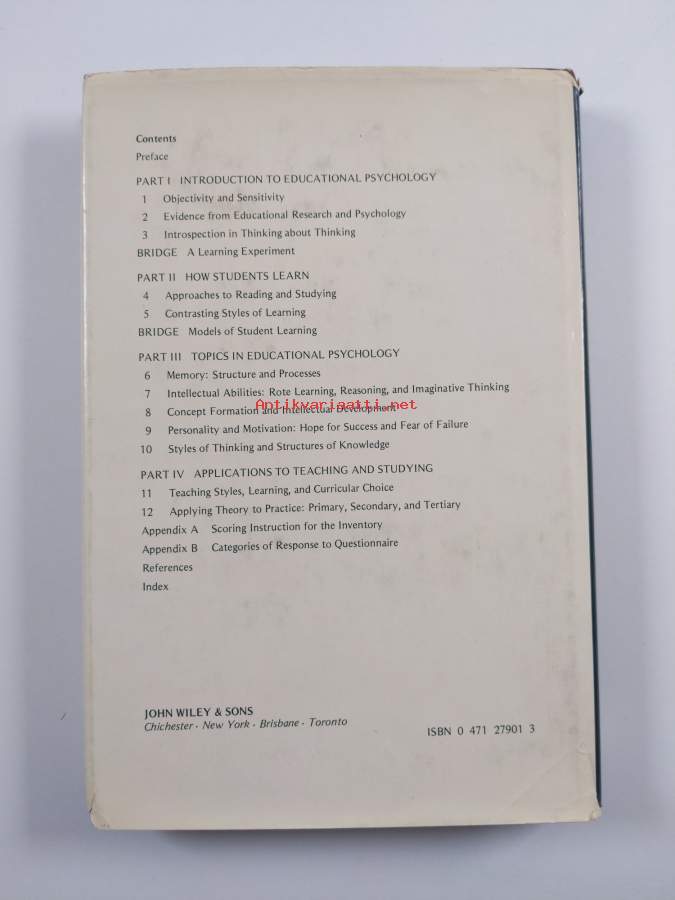 Contents
Preface
PART I INTRODUCTION TO EDUCATIONAL PSYCHOLOGY
1 Objectivity and Sensitivity
2 Evidence from Educational Research and Psychology
3 Introspection in Thinking about Thinking
BRIDGE A Learning Experiment
PART II HOW STUDENTS LEARN
4 Approaches to Reading and Studying
5 Contrasting Styles of Learning
BRIDGE Models of Student Learning
PART III TOPICS IN EDUCATIONAL PSYCHOLOGY
6 Memory: Structure and Processes
7 Intellectual Abilities: Rote Learning, Reasoning, and Imaginative Thinking
Antikvariaatti.net
8 Concept Formation and Intellectual Development
9 Personality and Motivation: Hope for Success and Fear of Failure
10 Styles of Thinking and Structures of Knowledge
PART IV APPLICATIONS TO TEACHING AND STUDYING
11 Teaching Styles, Learning, and Curricular Choice
12 Applying Theory to Practice: Primary, Secondary, and Tertiary
Appendix A Scoring Instruction for the Inventory
Appendix B Categories of Response to Questionnaire
References
Index
JOHN WILEY & SONS
Chichester · New York · Brisbane · Toronto
ISBN 0 471 27901 3